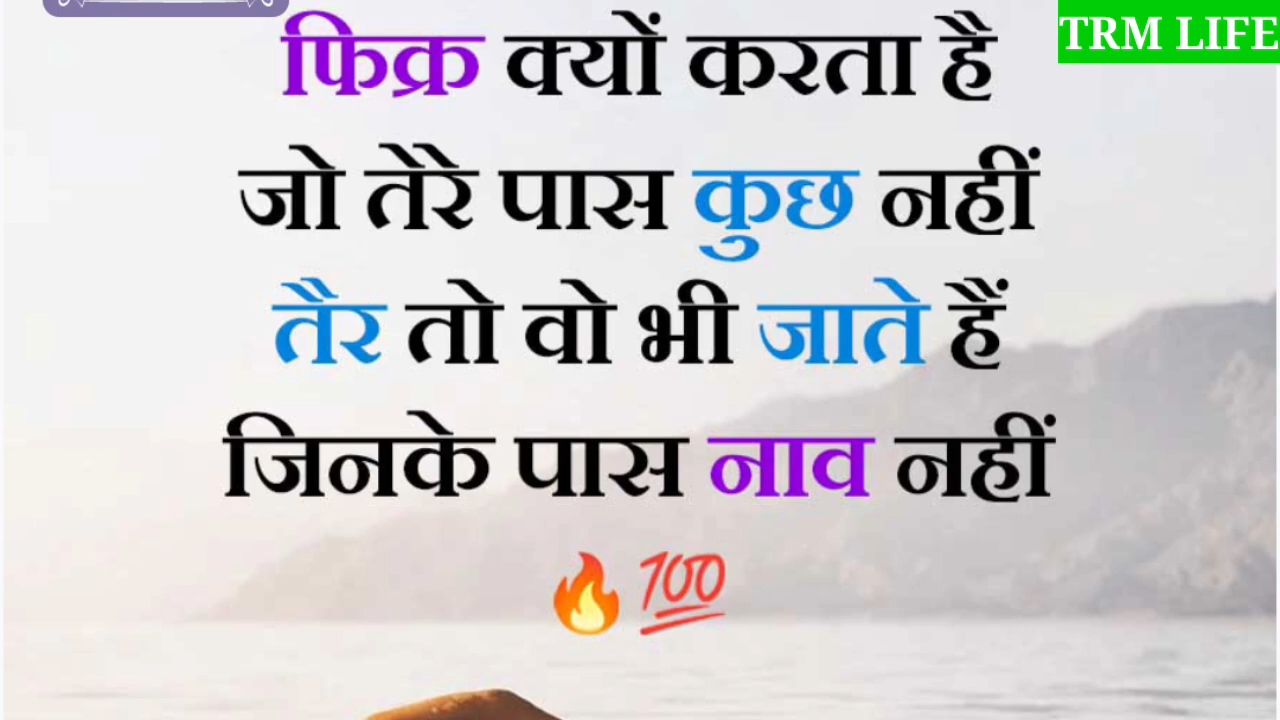 TRM LIFE
फिक्र क्यों करता है
जो तेरे पास कुछ नहीं
तैर तो वो भी जाते हैं
जिनके पास नाव नहीं
🔥💯